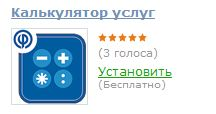 Калькулятор услуг
(3 голоса)
Установить
(Бесплатно)